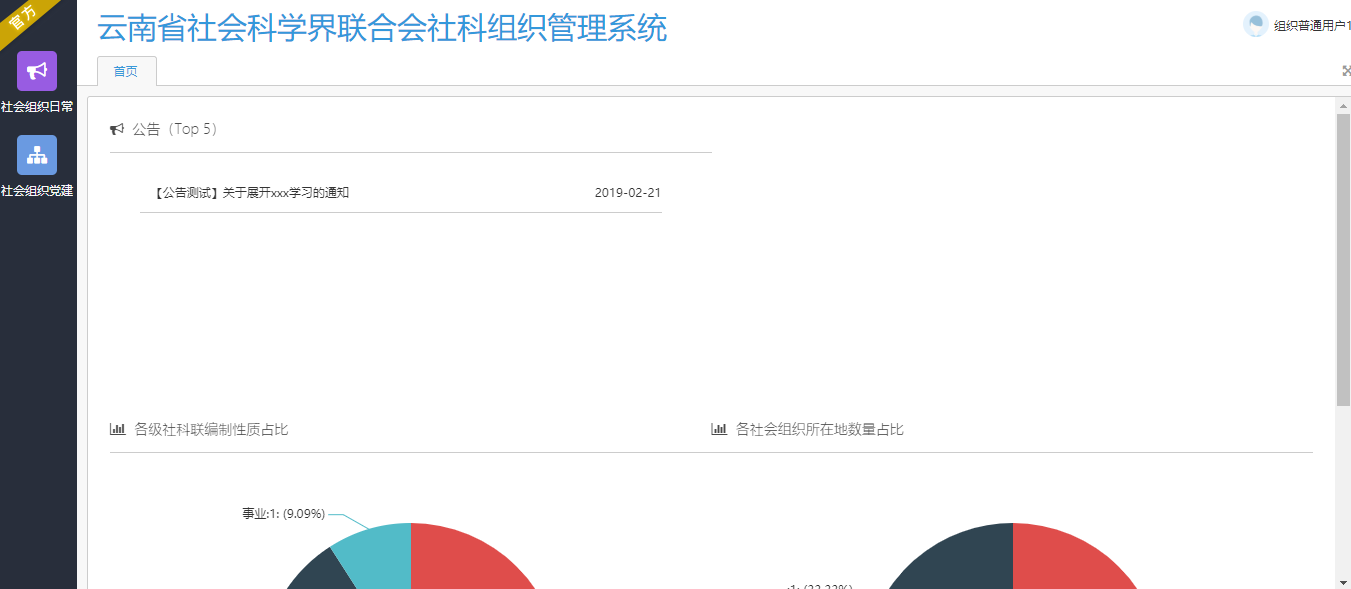 官方
云南省社会科学界联合会社科组织管理系统
组织普通用户1
首页
社会组织日常
社会组织党建
公告（Top 5）
【公告测试】关于展开xxx学习的通知 2019-02-21
各级社科联编制性质占比
各社会组织所在地数量占比
事业:1: (9.09%)